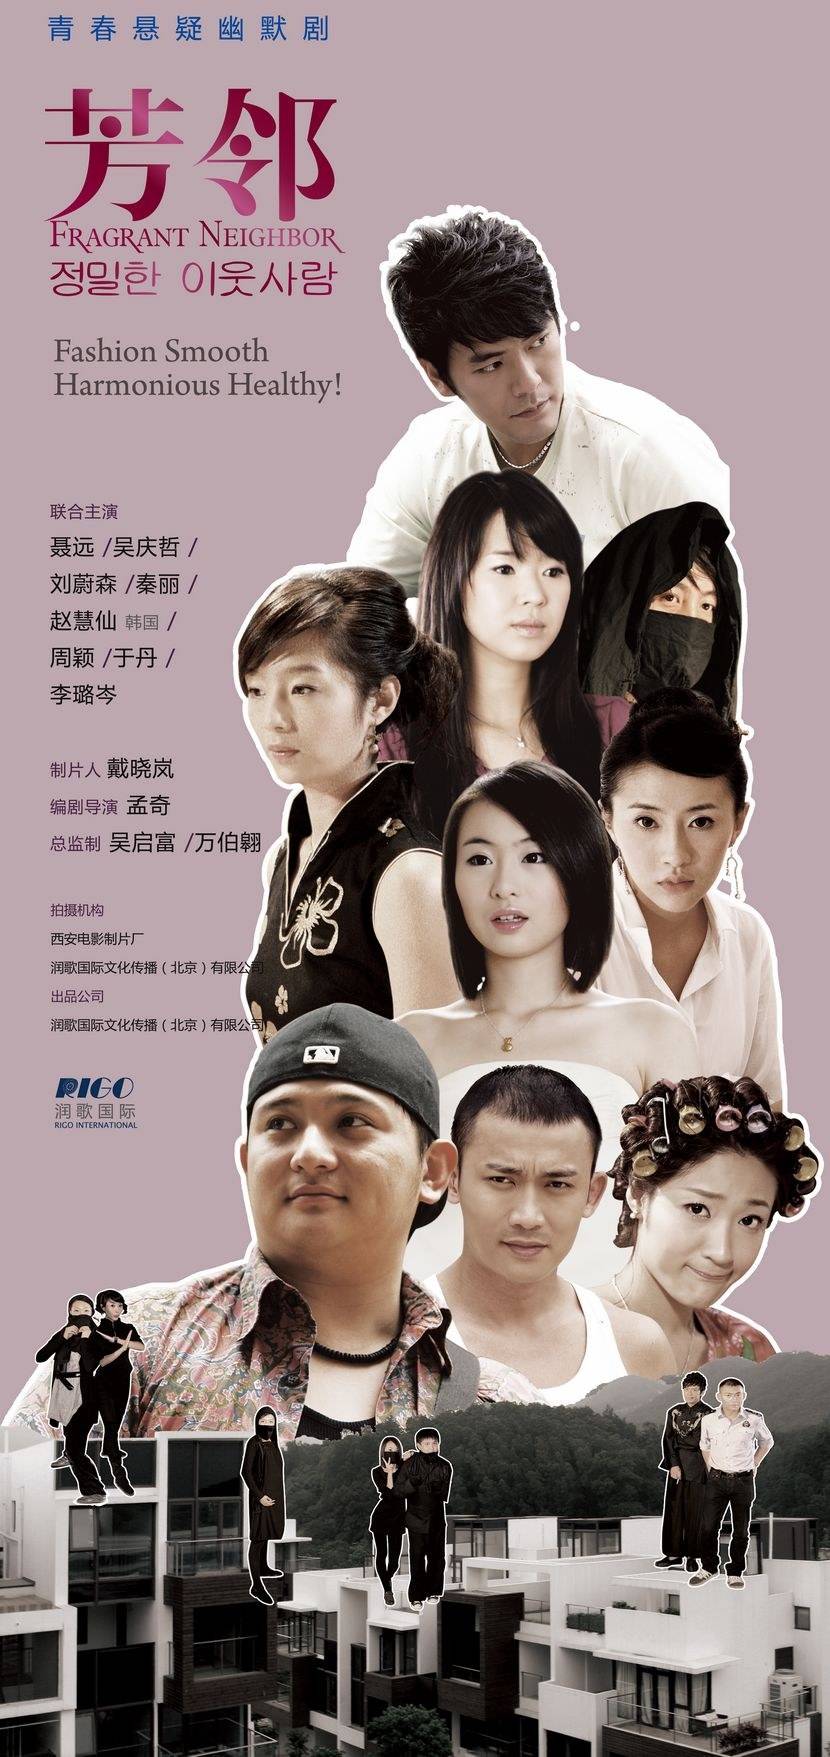 青春悬疑幽默剧
芳邻
FRAGRANT NEIGHBOR
정밀한 이웃사람
Fashion Smooth
Harmonious Healthy!
联合主演
聂远 /吴庆哲 /
刘蔚森 /秦丽 /
赵慧仙 韩国 /
周颖 /于丹 /
李璐岑
制片人 戴晓岚
编剧导演 孟奇
总监制 吴启富 /万伯翱
拍摄机构
西安电影制片厂
润歌国际文化传播（北京）有限公司
出品公司
润歌国际文化传播（北京）有限公司
RIGO
润歌国际
RIGO INTERNATIONAL